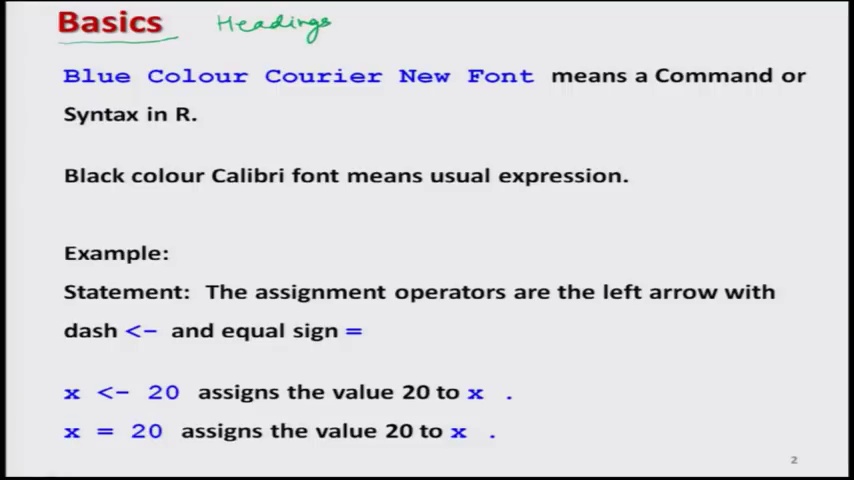 Basics Headings
Blue Colour Courier New Font means a Command or
Syntax in R.
Black colour Calibri font means usual expression.
Example:
Statement: The assignment operators are the left arrow with
dash <- and equal sign =
x <- 20 assigns the value 20 to x .
x = 20 assigns the value 20 to x .
2